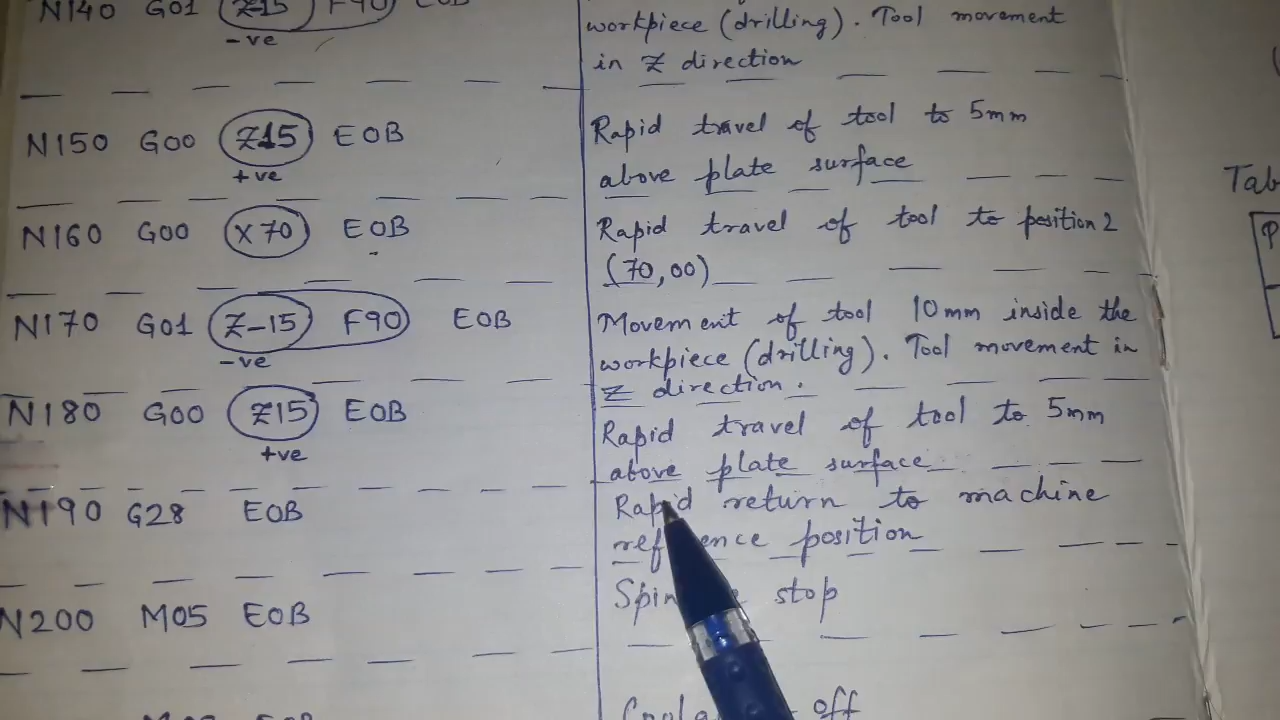 N140 G01 Z-15 F90 EOB
-ve
workpiece (drilling). Tool movement
in Z direction
N150 G00 Z15 EOB
+ve
Rapid travel of tool to 5mm
above plate surface
N160 G00 X70 EOB
Rapid travel of tool to position 2
(70,00)
N170 G01 Z-15 F90 EOB
-ve
Movement of tool 10mm inside the
workpiece (drilling). Tool movement in
Z direction.
N180 G00 Z15 EOB
+ve
Rapid travel of tool to 5mm
above plate surface
N190 G28 EOB
Rapid return to machine
position
N200 M05 EOB
stop
EOB
off